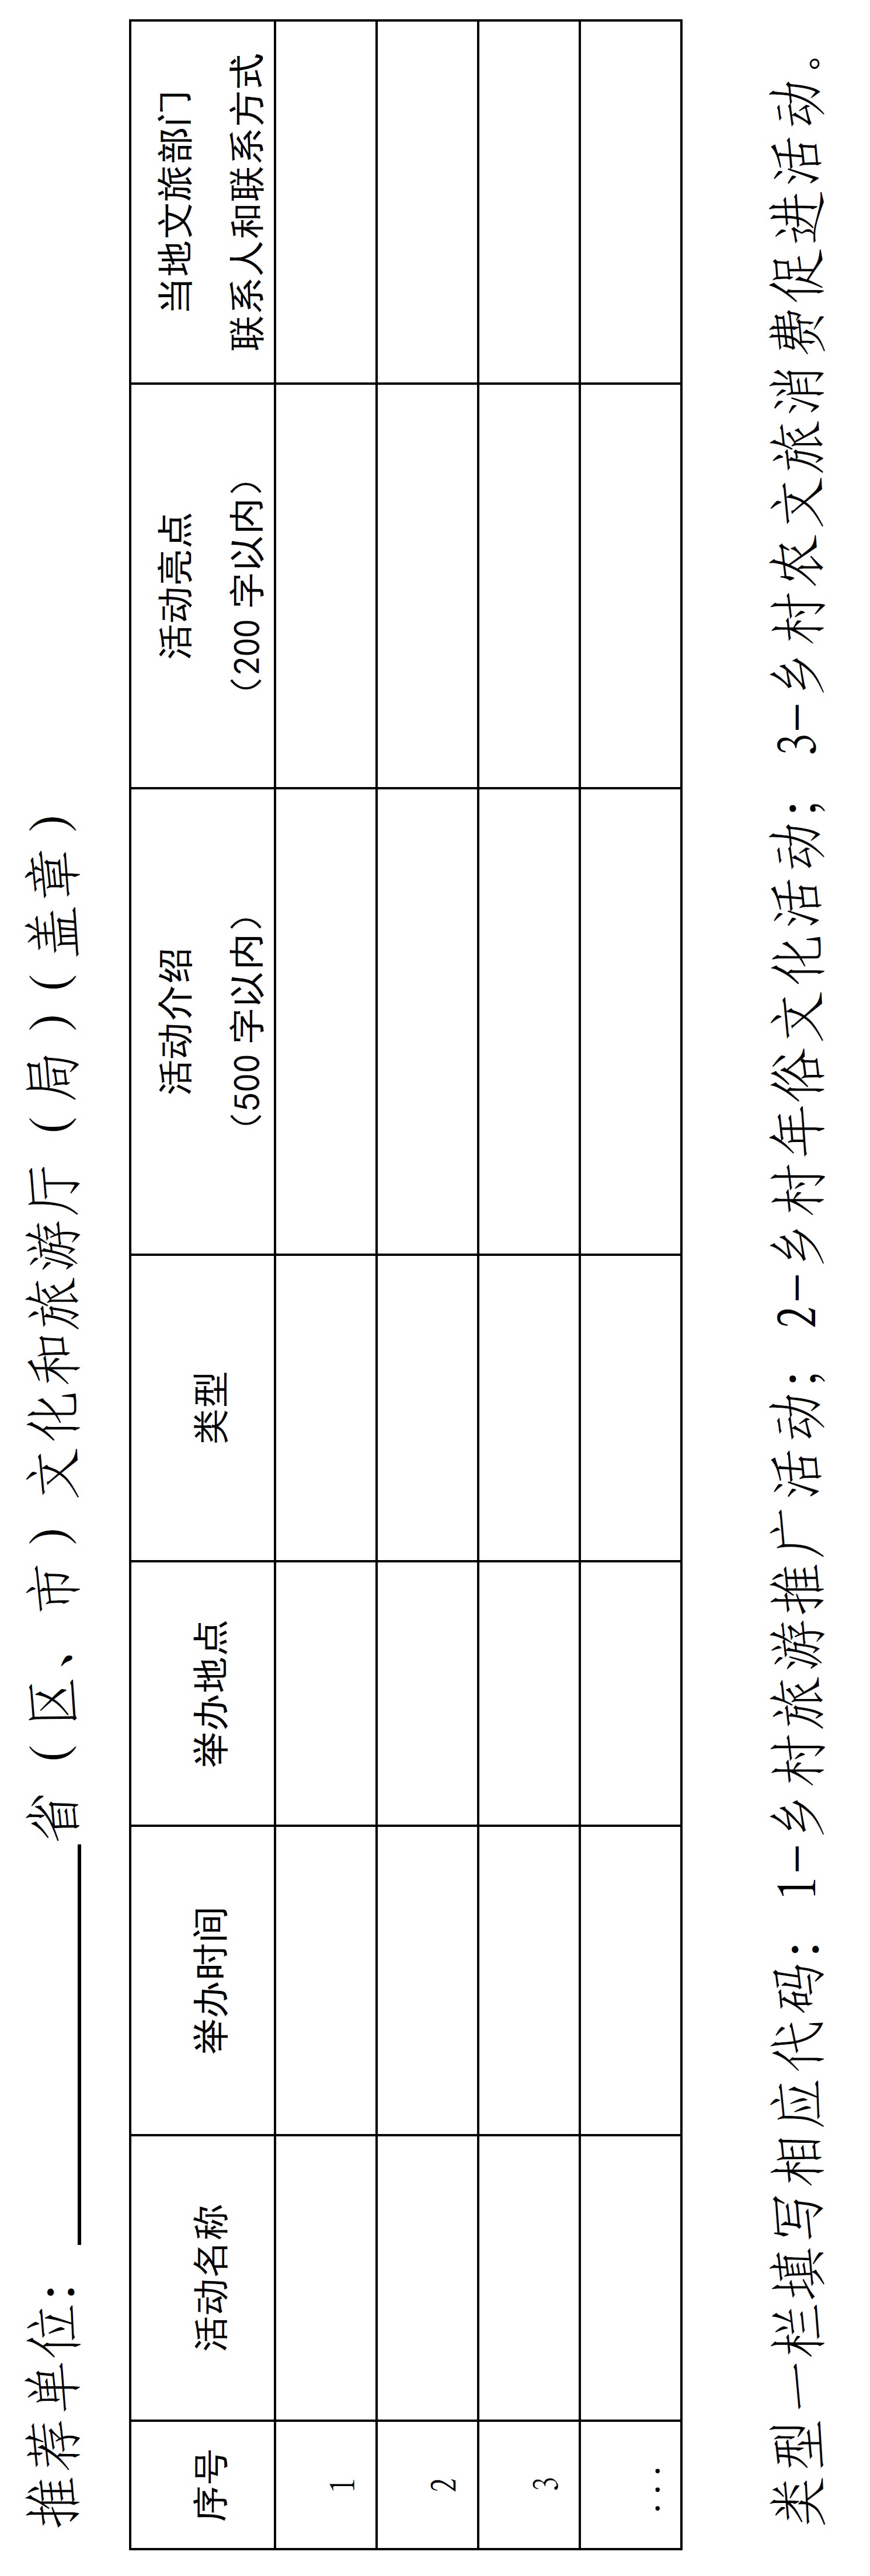 推荐单位：________省（区、市）文化和旅游厅（局）（盖章）
序号 活动名称 举办时间 举办地点 类型 活动介绍（500 字以内） 活动亮点（200 字以内） 当地文旅部门联系人和联系方式
1
2
3
…
类型一栏填写相应代码：1-乡村旅游推广活动；2-乡村年俗文化活动；3-乡村农文旅消费促进活动。